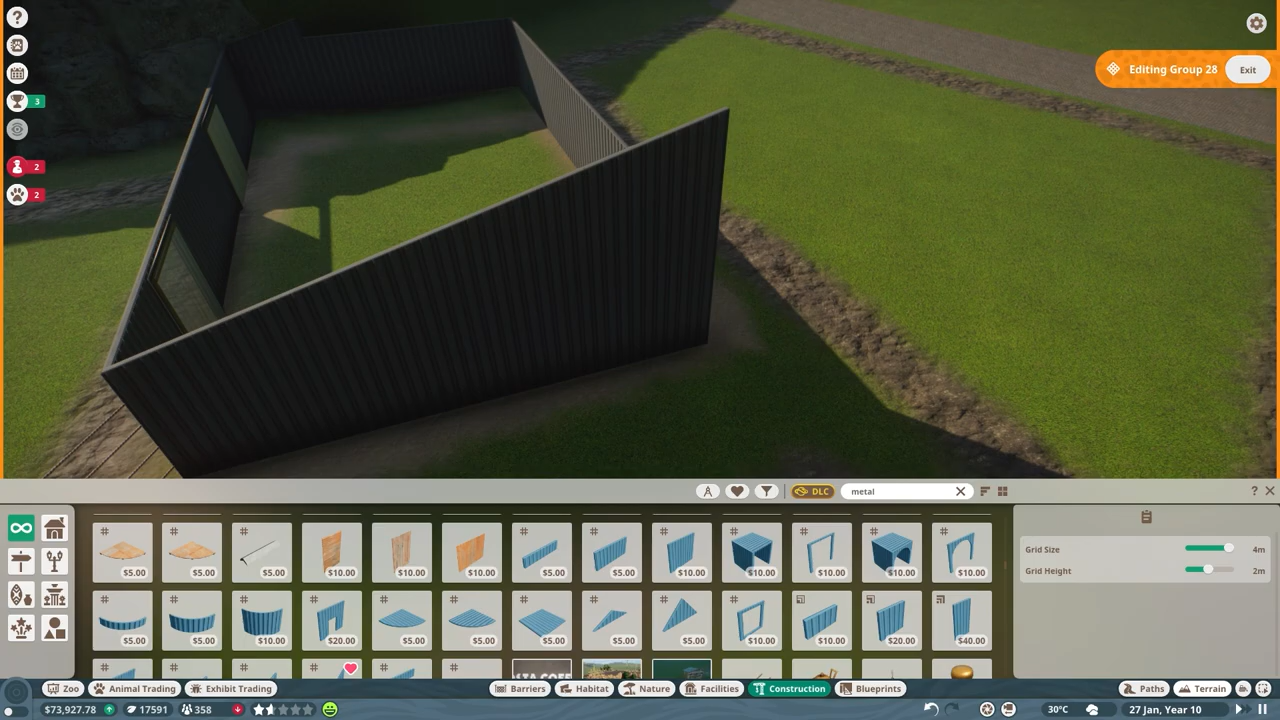 ?
3
2
2
Editing Group 28
Exit
DLC
metal
?
$5.00
$5.00
$5.00
$10.00
$10.00
$10.00
$5.00
$5.00
$10.00
$10.00
$10.00
$10.00
$10.00
Grid Size
4m
Grid Height
2m
$5.00
$5.00
$10.00
$20.00
$5.00
$5.00
$5.00
$5.00
$5.00
$10.00
$10.00
$20.00
$40.00
Zoo
Animal Trading
Exhibit Trading
Barriers
Habitat
Nature
Facilities
Construction
Blueprints
Paths
Terrain
$73,927.78
17591
358
30°C
27 Jan, Year 10